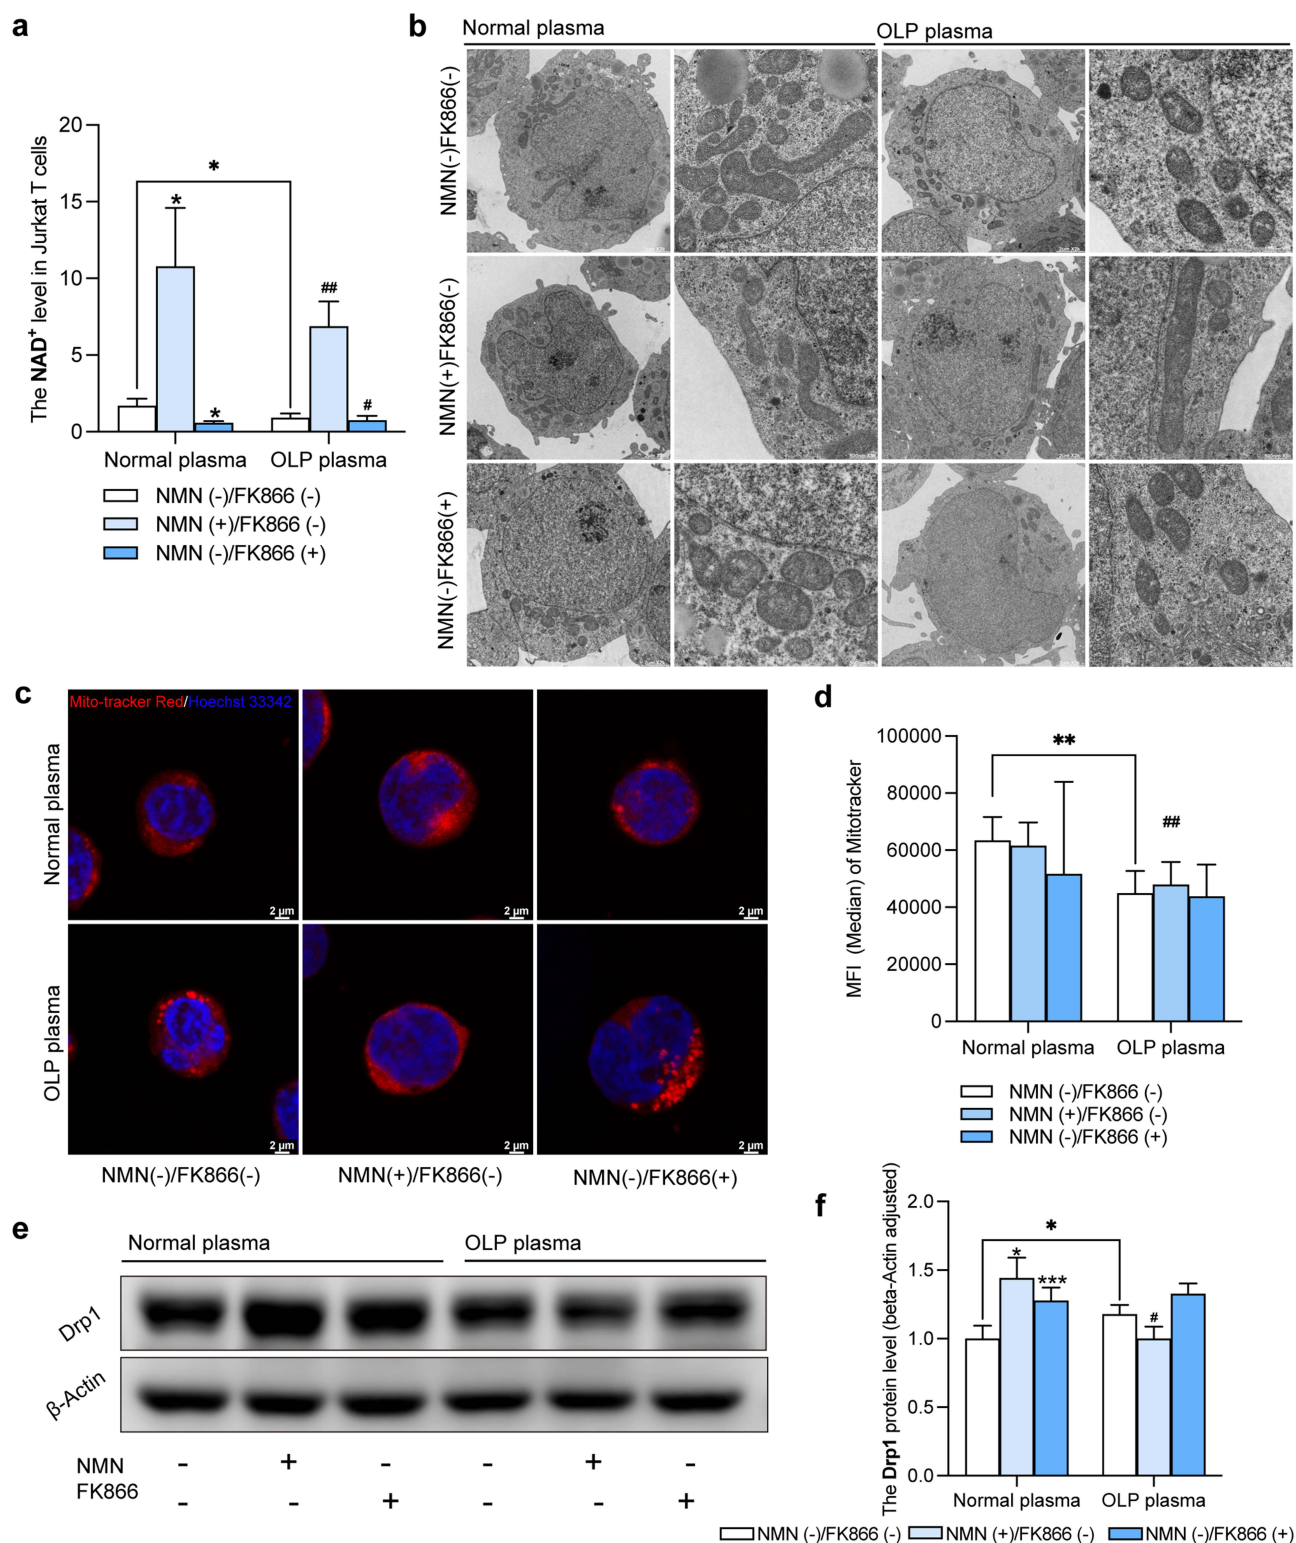 a
The NAD⁺ level in Jurkat T cells
20
15
10
5
0
*
*
*
##
#
Normal plasma
OLP plasma
NMN (-)/FK866 (-)
NMN (+)/FK866 (-)
NMN (-)/FK866 (+)
b
Normal plasma
OLP plasma
NMN(-)FK866(-)
NMN(+)FK866(-)
NMN(-)FK866(+)
c
Mito-tracker Red/Hoechst 33342
Normal plasma
2 μm
2 μm
2 μm
OLP plasma
2 μm
2 μm
2 μm
NMN(-)/FK866(-)
NMN(+)/FK866(-)
NMN(-)/FK866(+)
d
MFI (Median) of Mitotracker
100000
80000
60000
40000
20000
0
**
##
Normal plasma
OLP plasma
NMN (-)/FK866 (-)
NMN (+)/FK866 (-)
NMN (-)/FK866 (+)
e
Normal plasma
OLP plasma
Drp1
β-Actin
NMN - + - - + -
FK866 - - + - - +
f
The Drp1 protein level (beta-Actin adjusted)
2.0
1.5
1.0
0.5
0.0
*
*
***
#
Normal plasma
OLP plasma
NMN (-)/FK866 (-) NMN (+)/FK866 (-) NMN (-)/FK866 (+)